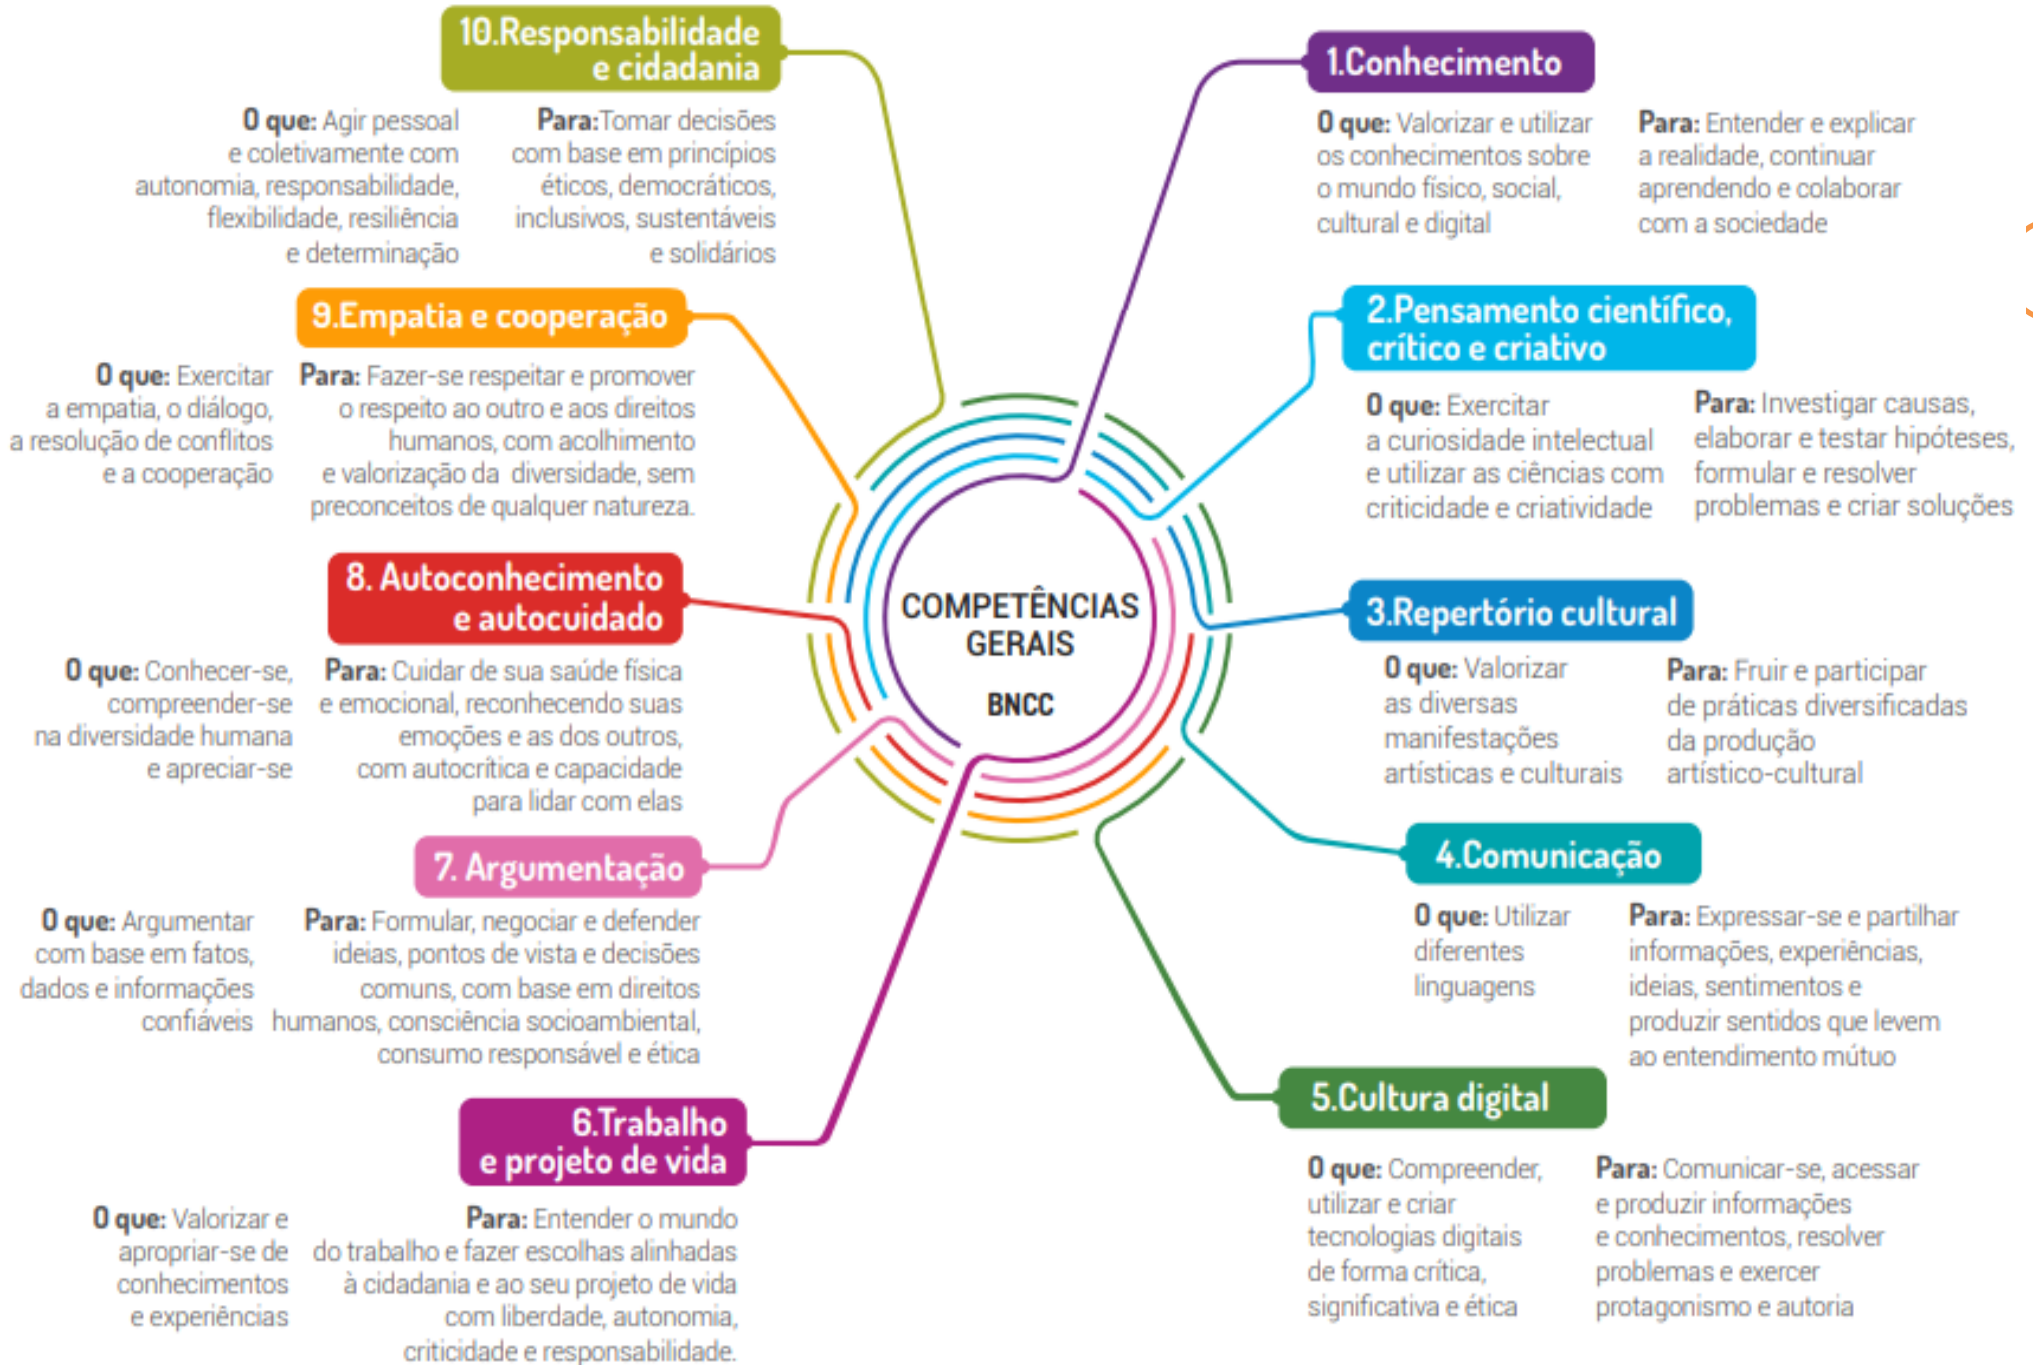 1.Conhecimento
O que: Valorizar e utilizar
os conhecimentos sobre
o mundo físico, social,
cultural e digital
Para: Entender e explicar
a realidade, continuar
aprendendo e colaborar
com a sociedade
2.Pensamento científico,
crítico e criativo
O que: Exercitar
a curiosidade intelectual
e utilizar as ciências com
criticidade e criatividade
Para: Investigar causas,
elaborar e testar hipóteses,
formular e resolver
problemas e criar soluções
3.Repertório cultural
O que: Valorizar
as diversas
manifestações
artísticas e culturais
Para: Fruir e participar
de práticas diversificadas
da produção
artístico-cultural
4.Comunicação
O que: Utilizar
diferentes
linguagens
Para: Expressar-se e partilhar
informações, experiências,
ideias, sentimentos e
produzir sentidos que levem
ao entendimento mútuo
5.Cultura digital
O que: Compreender,
utilizar e criar
tecnologias digitais
de forma crítica,
significativa e ética
Para: Comunicar-se, acessar
e produzir informações
e conhecimentos, resolver
problemas e exercer
protagonismo e autoria
6.Trabalho
e projeto de vida
O que: Valorizar e
apropriar-se de
conhecimentos
e experiências
Para: Entender o mundo
do trabalho e fazer escolhas alinhadas
à cidadania e ao seu projeto de vida
com liberdade, autonomia,
criticidade e responsabilidade.
7. Argumentação
O que: Argumentar
com base em fatos,
dados e informações
confiáveis
Para: Formular, negociar e defender
ideias, pontos de vista e decisões
comuns, com base em direitos
humanos, consciência socioambiental,
consumo responsável e ética
8. Autoconhecimento
e autocuidado
O que: Conhecer-se,
compreender-se
na diversidade humana
e apreciar-se
Para: Cuidar de sua saúde física
e emocional, reconhecendo suas
emoções e as dos outros,
com autocrítica e capacidade
para lidar com elas
9.Empatia e cooperação
O que: Exercitar
a empatia, o diálogo,
a resolução de conflitos
e a cooperação
Para: Fazer-se respeitar e promover
o respeito ao outro e aos direitos
humanos, com acolhimento
e valorização da diversidade, sem
preconceitos de qualquer natureza.
10.Responsabilidade
e cidadania
O que: Agir pessoal
e coletivamente com
autonomia, responsabilidade,
flexibilidade, resiliência
e determinação
Para:Tomar decisões
com base em princípios
éticos, democráticos,
inclusivos, sustentáveis
e solidários
COMPETÊNCIAS
GERAIS
BNCC